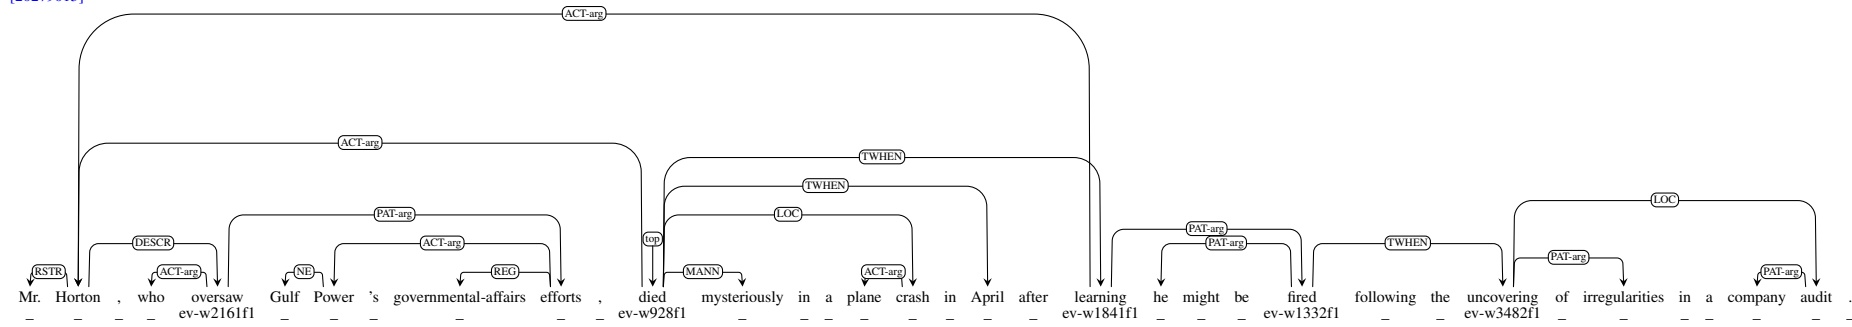 ACT-arg
ACT-arg
TWHEN
TWHEN
LOC
PAT-arg LOC
PAT-arg
top
DESCR ACT-arg PAT-arg TWHEN
PAT-arg
RSTR ACT-arg NE REG MANN ACT-arg PAT-arg
Mr. Horton , who oversaw Gulf Power 's governmental-affairs efforts , died mysteriously in a plane crash in April after learning he might be fired following the uncovering of irregularities in a company audit .
ev-w2161f1 ev-w928f1 ev-w1841f1 ev-w1332f1 ev-w3482f1
_ _ _ _ _ _ _ _ _ _ _ _ _ _ _ _ _ _ _ _ _ _ _ _ _ _ _ _ _ _